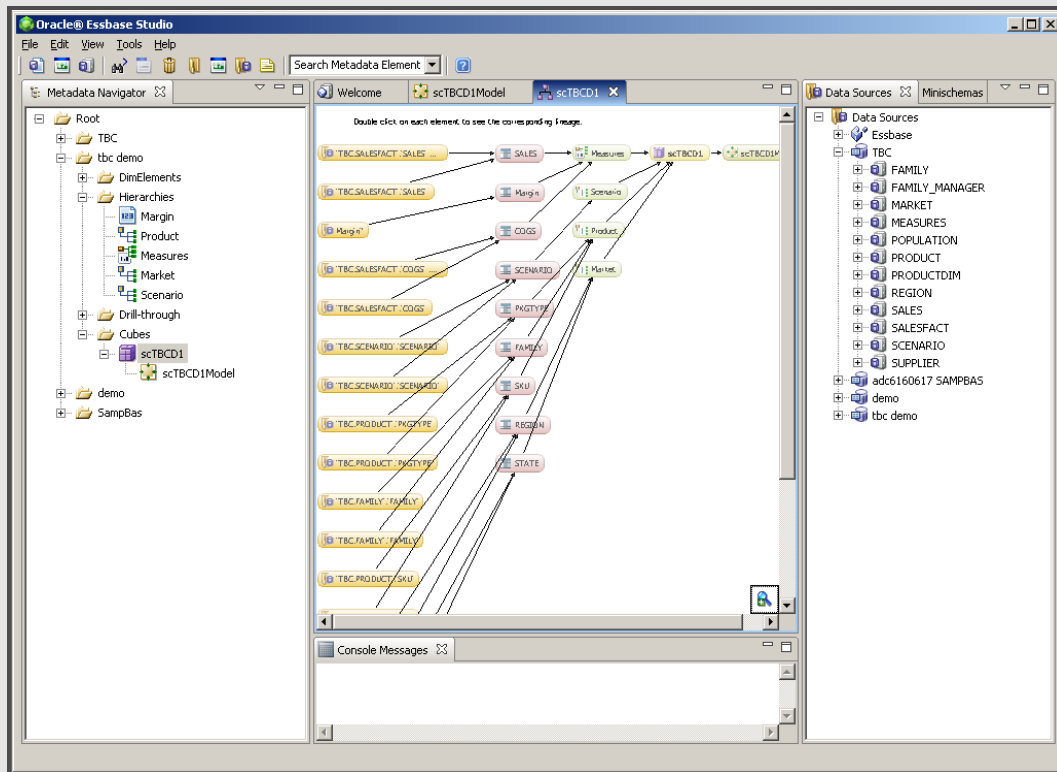 Oracle® Essbase Studio
File Edit View Tools Help
Search Metadata Element
Metadata Navigator
Root
TBC
tbc demo
DimElements
Hierarchies
Margin
Product
Measures
Market
Scenario
Drill-through
Cubes
scTBCD1
scTBCD1Model
demo
SampBas
Welcome
scTBCD1Model
scTBCD1
Double click on each element to see the corresponding lineage.
'TBC.SALESFACT'.'SALES ...
SALES
Measures
scTBCD1
scTBCD1M
'TBC.SALESFACT'.'SALES'
Margin
Scenario
Margin"
COGS
Product
'TBC.SALESFACT'.'COGS' ...
SCENARIO
Market
'TBC.SALESFACT'.'COGS'
PKGTYPE
'TBC.SCENARIO'.'SCENARIO'
FAMILY
'TBC.SCENARIO'.'SCENARIO'
SKU
'TBC.PRODUCT'.'PKGTYPE'
REGION
'TBC.PRODUCT'.'PKGTYPE'
STATE
'TBC.FAMILY'.'FAMILY'
'TBC.FAMILY'.'FAMILY'
'TBC.PRODUCT'.'SKU'
Console Messages
Data Sources
Minischemas
Data Sources
Essbase
TBC
FAMILY
FAMILY_MANAGER
MARKET
MEASURES
POPULATION
PRODUCT
PRODUCTDIM
REGION
SALES
SALESFACT
SCENARIO
SUPPLIER
adc6160617 SAMPBAS
demo
tbc demo